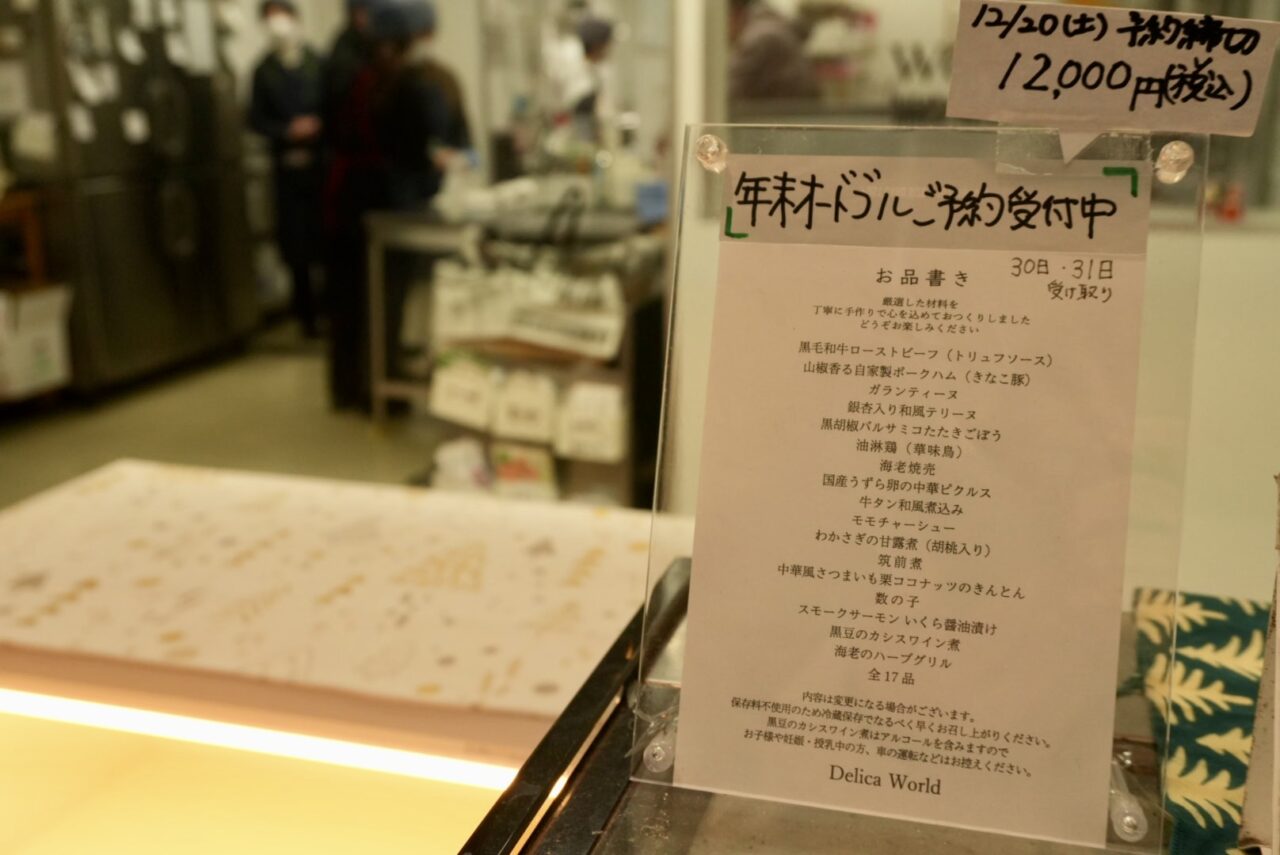 12/20(土) 予約締切
12,000円(税込)
年末オードブルご予約受付中
30日・31日
受け取り
お品書き
厳選した材料を
丁寧に手作りで心を込めておつくりしました
どうぞお楽しみください
黒毛和牛ローストビーフ（トリュフソース）
山椒香る自家製ポークハム（きなこ豚）
ガランティーヌ
銀杏入り和風テリーヌ
黒胡椒バルサミコたたきごぼう
油淋鶏（華味鳥）
海老焼売
国産うずら卵の中華ピクルス
牛タン和風煮込み
モモチャーシュー
わかさぎの甘露煮（胡桃入り）
筑前煮
中華風さつまいも栗ココナッツのきんとん
数の子
スモークサーモン いくら醤油漬け
黒豆のカシスワイン煮
海老のハーブグリル
全17品
内容は変更になる場合がございます。
保存料不使用のため冷蔵保存でなるべく早くお召し上がりください。
黒豆のカシスワイン煮はアルコールを含みますので
お子様や妊娠・授乳中の方、車の運転などはお控えください。
Delica World